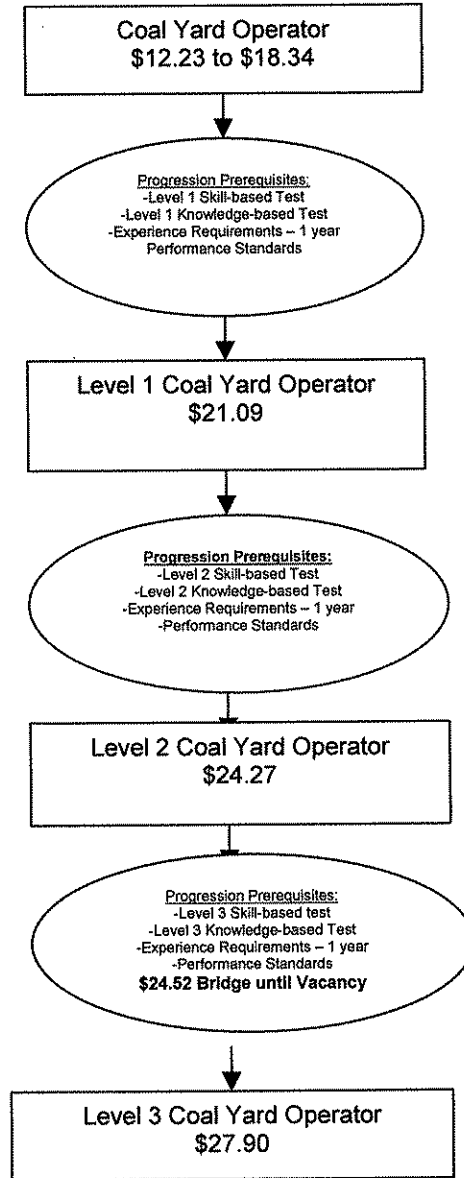 Coal Yard Operator
$12.23 to $18.34
Progression Prerequisites:
-Level 1 Skill-based Test
-Level 1 Knowledge-based Test
-Experience Requirements – 1 year
Performance Standards
Level 1 Coal Yard Operator
$21.09
Progression Prerequisites:
-Level 2 Skill-based Test
-Level 2 Knowledge-based Test
-Experience Requirements – 1 year
-Performance Standards
Level 2 Coal Yard Operator
$24.27
Progression Prerequisites:
-Level 3 Skill-based test
-Level 3 Knowledge-based Test
-Experience Requirements – 1 year
-Performance Standards
$24.52 Bridge until Vacancy
Level 3 Coal Yard Operator
$27.90